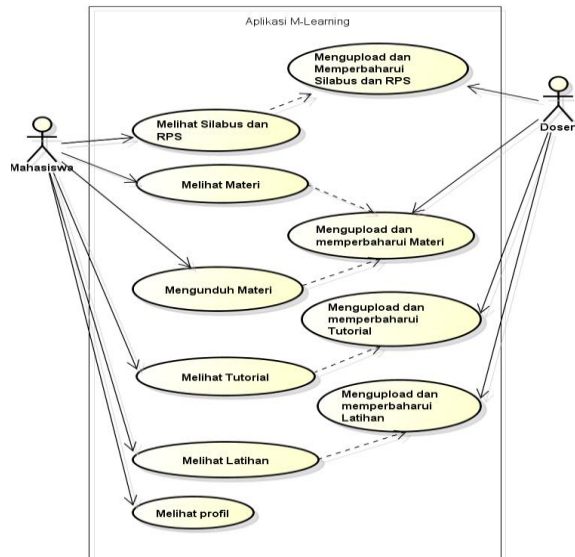 Aplikasi M-Learning
Mengupload dan
Memperbaharui
Silabus dan RPS
Melihat Silabus dan
RPS
Mahasiswa
Dosen
Melihat Materi
Mengupload dan
memperbaharui Materi
Mengunduh Materi
Mengupload dan
memperbaharui
Tutorial
Melihat Tutorial
Mengupload dan
memperbaharui
Latihan
Melihat Latihan
Melihat profil